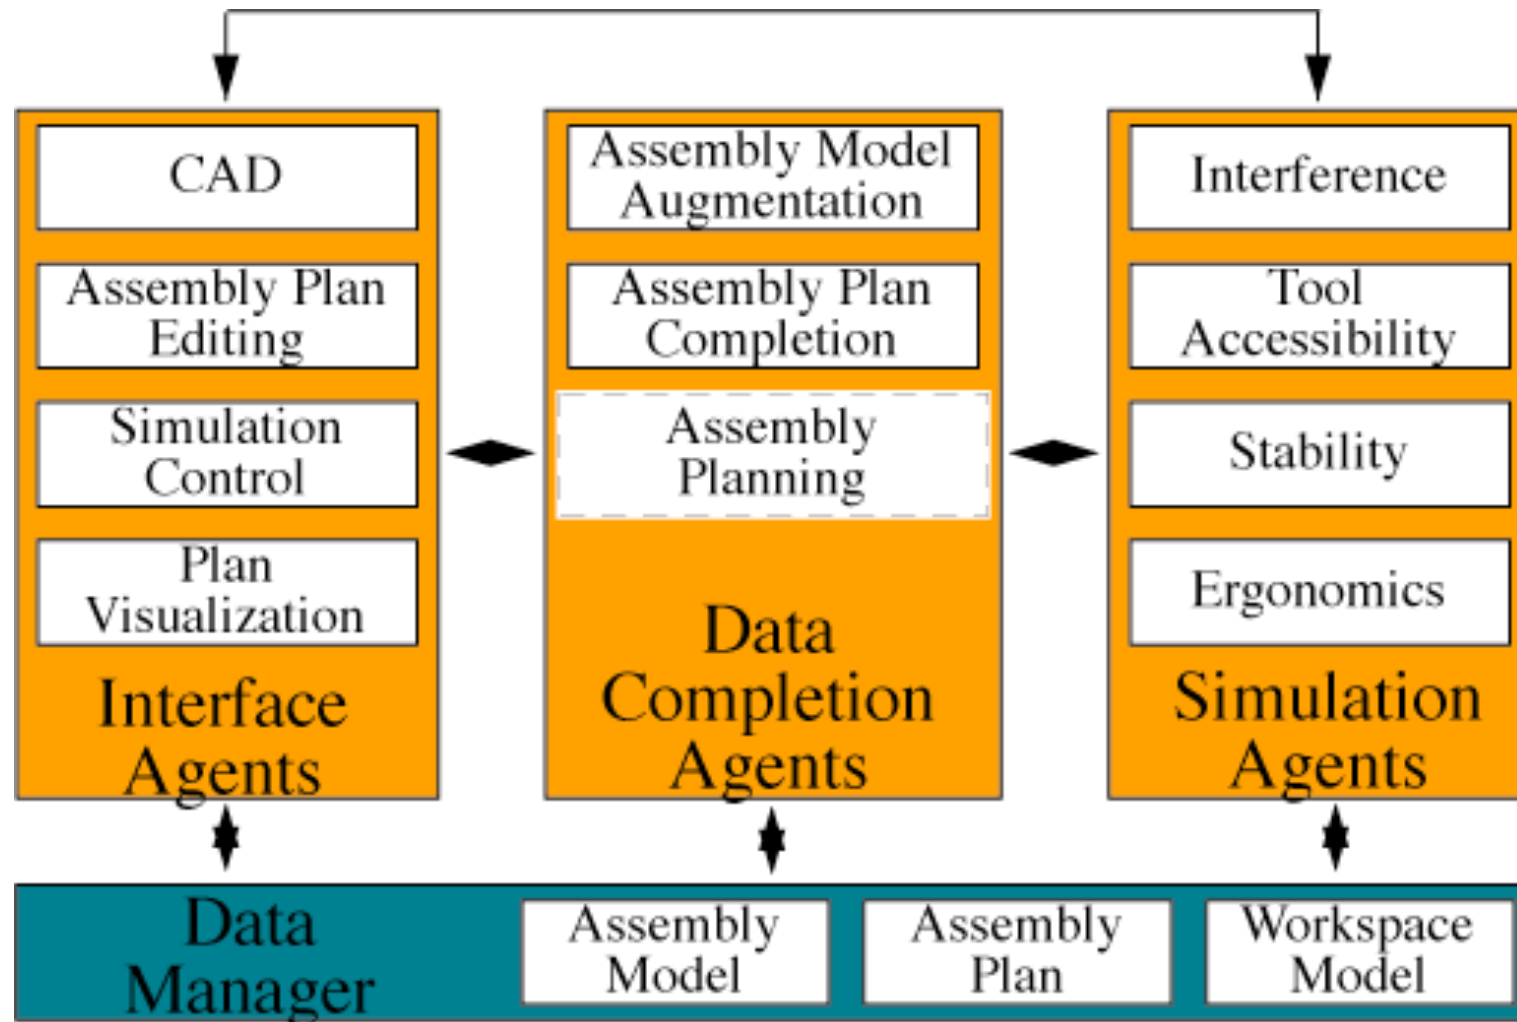 CAD
Assembly Plan
Editing
Simulation
Control
Plan
Visualization
Interface
Agents
Assembly Model
Augmentation
Assembly Plan
Completion
Assembly
Planning
Data
Completion
Agents
Interference
Tool
Accessibility
Stability
Ergonomics
Simulation
Agents
Data
Manager
Assembly
Model
Assembly
Plan
Workspace
Model